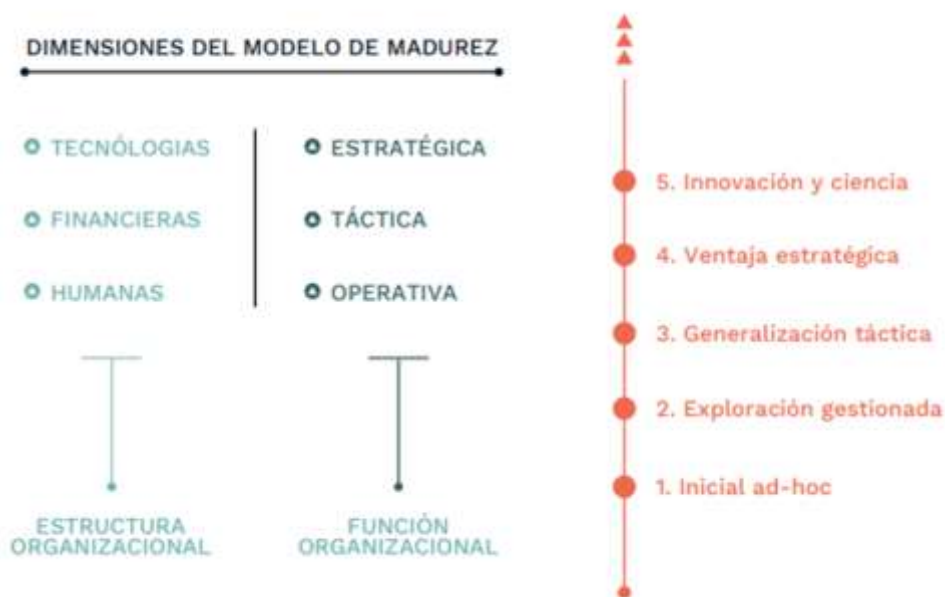 DIMENSIONES DEL MODELO DE MADUREZ
TECNÓLOGIAS
FINANCIERAS
HUMANAS
ESTRUCTURA
ORGANIZACIONAL
ESTRATÉGICA
TÁCTICA
OPERATIVA
FUNCIÓN
ORGANIZACIONAL
5. Innovación y ciencia
4. Ventaja estratégica
3. Generalización táctica
2. Exploración gestionada
1. Inicial ad-hoc